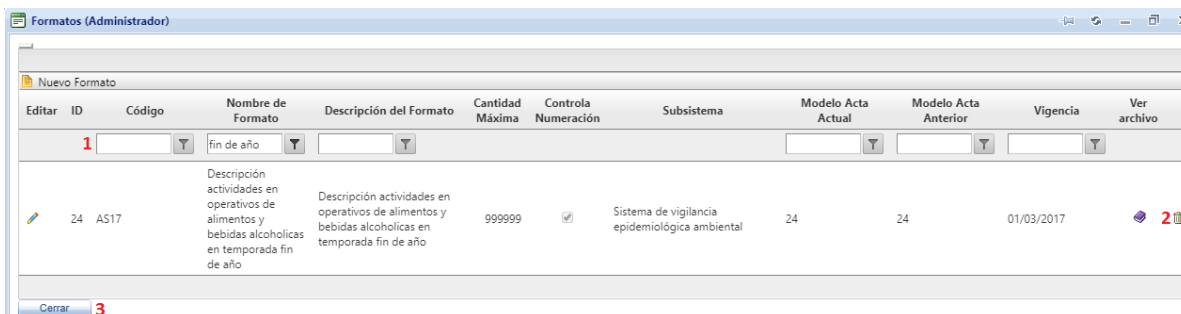 Formatos (Administrador)
Nuevo Formato
Editar ID Código Nombre de Formato Descripción del Formato Cantidad Máxima Controla Numeración Subsistema Modelo Acta Actual Modelo Acta Anterior Vigencia Ver archivo
1 fin de año
24 AS17 Descripción actividades en operativos de alimentos y bebidas alcoholicas en temporada fin de año Descripción actividades en operativos de alimentos y bebidas alcoholicas en temporada fin de año 999999 Sistema de vigilancia epidemiológica ambiental 24 24 01/03/2017 2
Cerrar 3